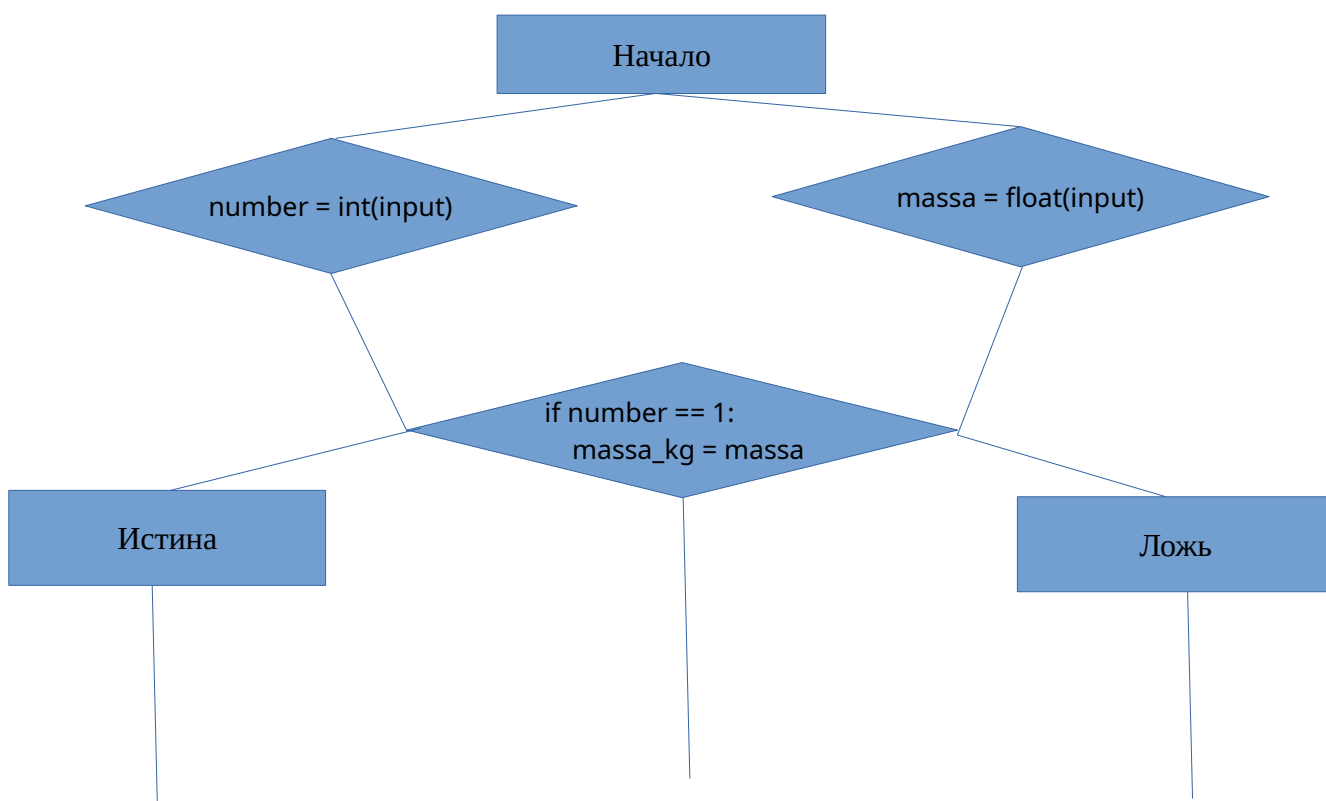 Начало
number = int(input)
massa = float(input)
if number == 1:
massa_kg = massa
Истина
Ложь